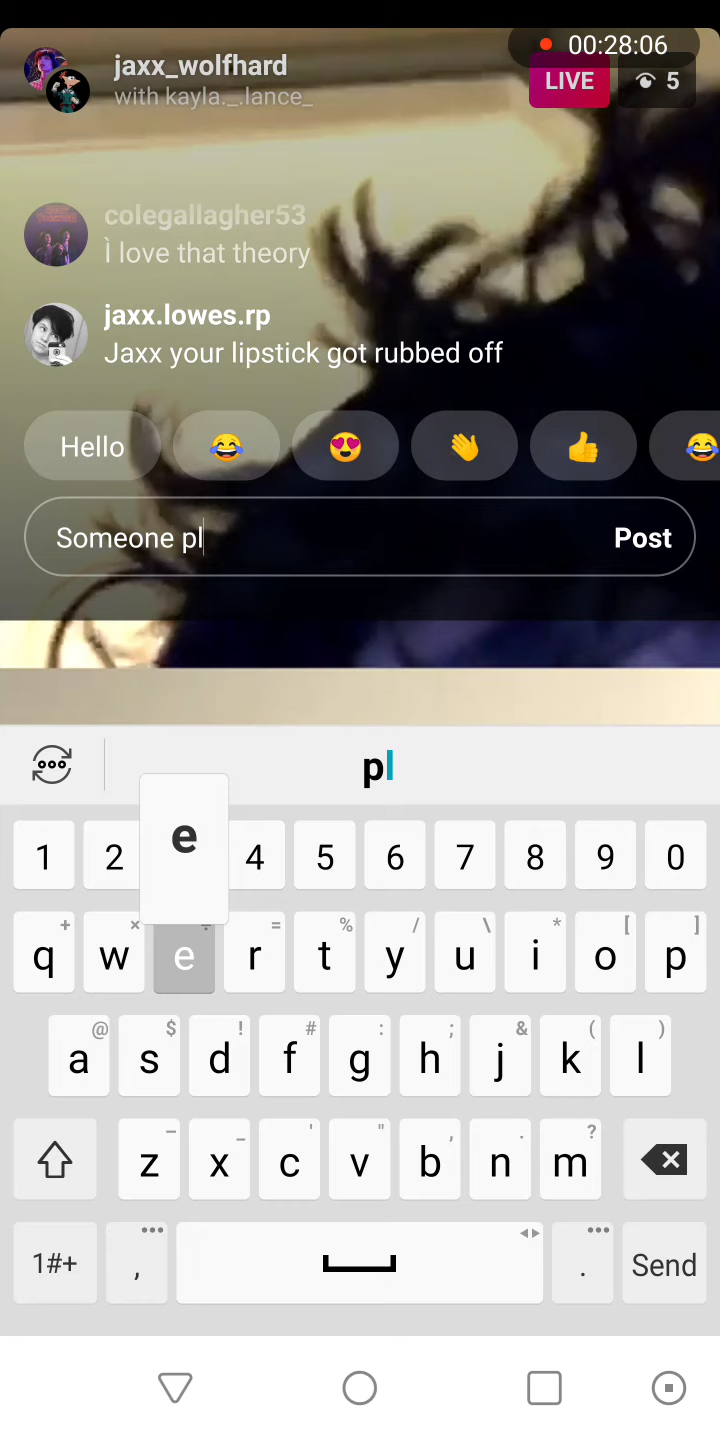 00:28:06
jaxx_wolfhard
with kayla._.lance_
LIVE
5
colegallagher53
Ì love that theory
jaxx.lowes.rp
Jaxx your lipstick got rubbed off
Hello
Someone pl
Post
pl
e
1 2 4 5 6 7 8 9 0
+ × ÷ = % / \ * [ ]
q w e r t y u i o p
@ $ ! # : ; & ( )
a s d f g h j k l
– _ ' " , . ?
z x c v b n m
1#+ , . Send